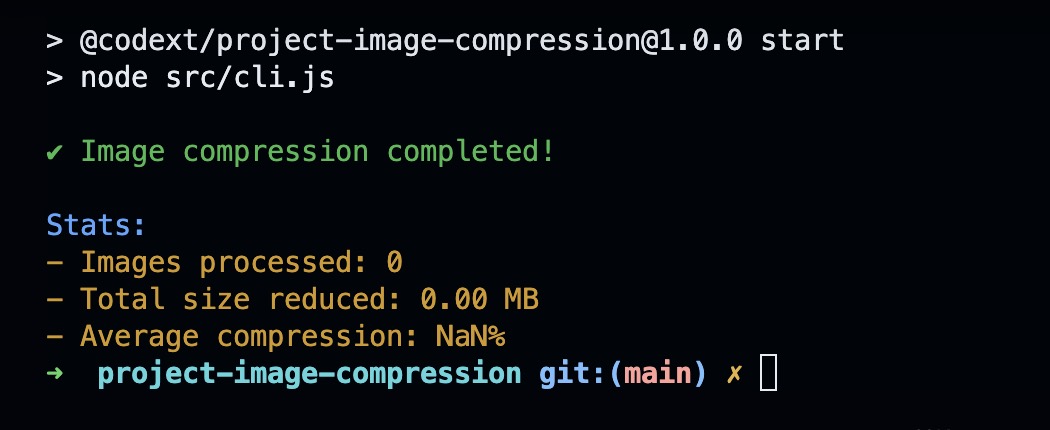 > @codext/project-image-compression@1.0.0 start
> node src/cli.js
✔ Image compression completed!
Stats:
- Images processed: 0
- Total size reduced: 0.00 MB
- Average compression: NaN%
➜ project-image-compression git:(main) ✗